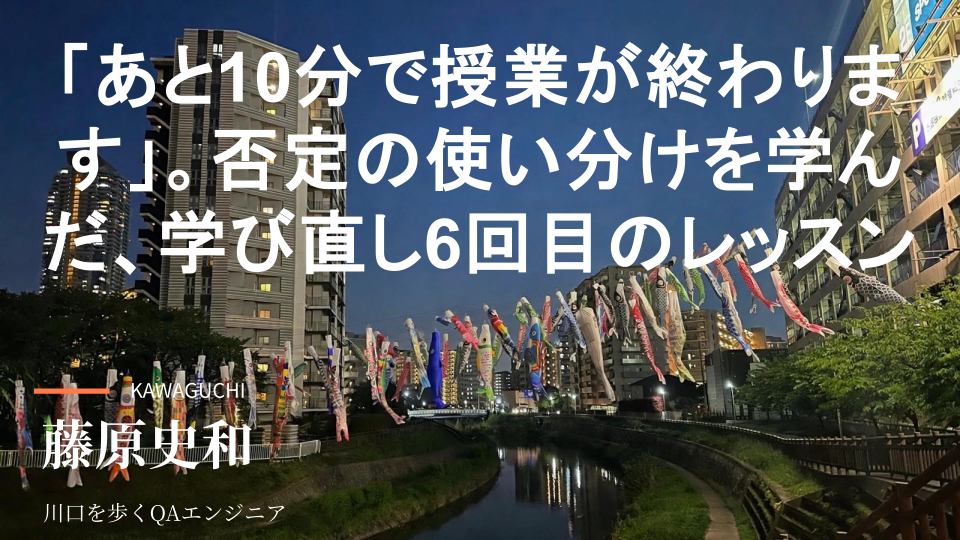 「あと10分で授業が終わりま
す」。否定の使い分けを学ん
だ、学び直し6回目のレッスン
KAWAGUCHI
藤原史和
川口を歩くQAエンジニア
P